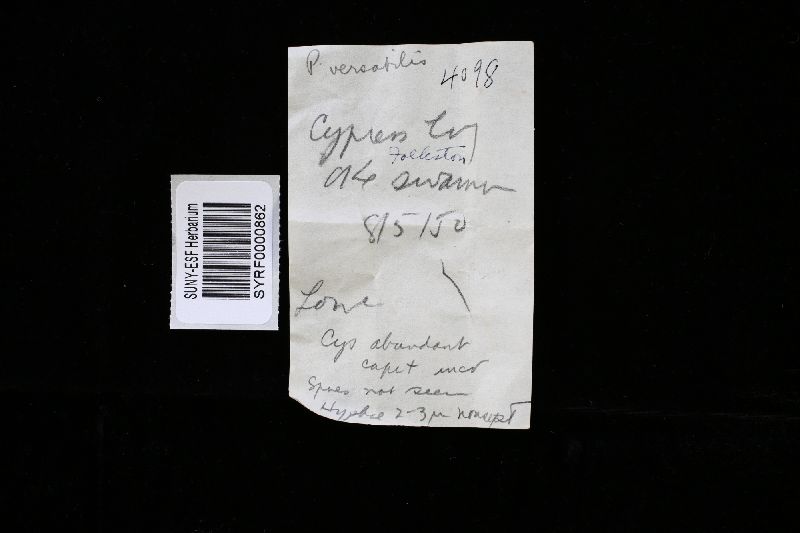 P. versatilis
4098
Cypress log
Folkston
Ok swamp
8/5/50
Lowe
Cys abundant
capit incr
Spores not seen
Hyphae 2-3µ nonsept
SUNY-ESF Herbarium
SYRF0000862